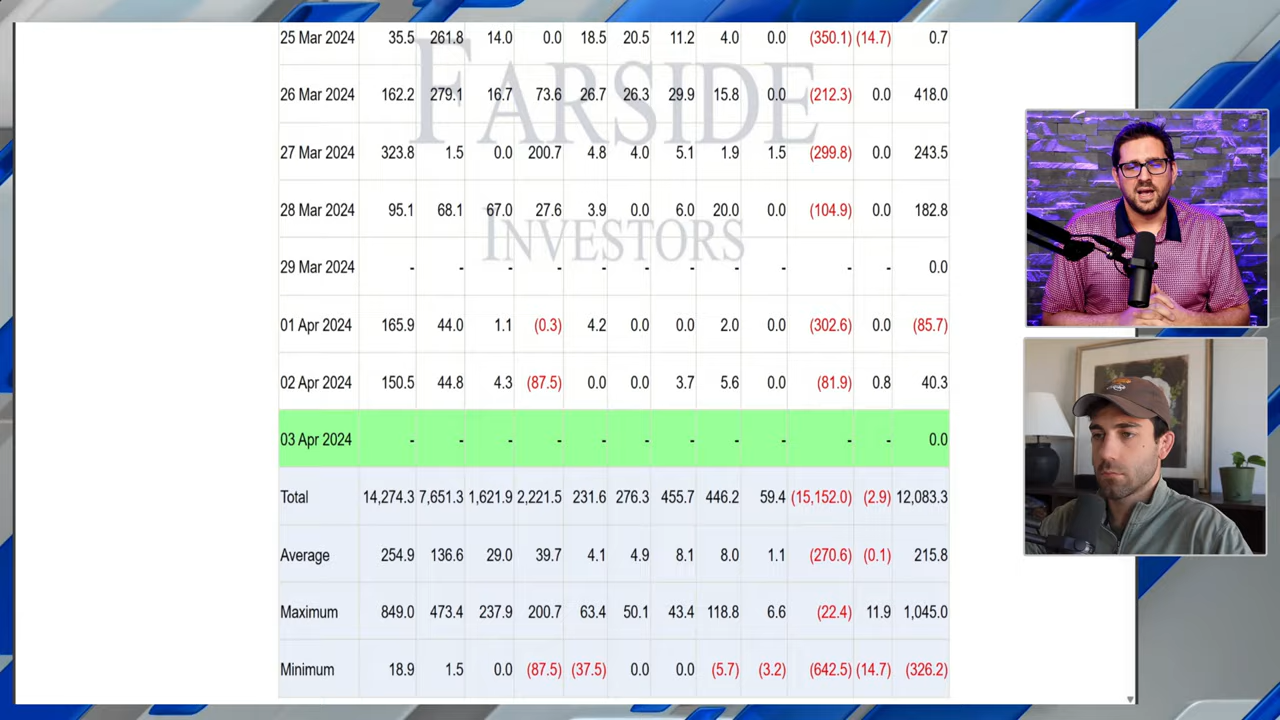 25 Mar 2024 35.5 261.8 14.0 0.0 18.5 20.5 11.2 4.0 0.0 (350.1) (14.7) 0.7
FARSIDE
26 Mar 2024 162.2 279.1 16.7 73.6 26.7 26.3 29.9 15.8 0.0 (212.3) 0.0 418.0
27 Mar 2024 323.8 1.5 0.0 200.7 4.8 4.0 5.1 1.9 1.5 (299.8) 0.0 243.5
28 Mar 2024 95.1 68.1 67.0 27.6 3.9 0.0 6.0 20.0 0.0 (104.9) 0.0 182.8
INVESTORS
29 Mar 2024 - - - - - - - - - - - 0.0
01 Apr 2024 165.9 44.0 1.1 (0.3) 4.2 0.0 0.0 2.0 0.0 (302.6) 0.0 (85.7)
02 Apr 2024 150.5 44.8 4.3 (87.5) 0.0 0.0 3.7 5.6 0.0 (81.9) 0.8 40.3
03 Apr 2024 - - - - - - - - - - - 0.0
Total 14,274.3 7,651.3 1,621.9 2,221.5 231.6 276.3 455.7 446.2 59.4 (15,152.0) (2.9) 12,083.3
Average 254.9 136.6 29.0 39.7 4.1 4.9 8.1 8.0 1.1 (270.6) (0.1) 215.8
Maximum 849.0 473.4 237.9 200.7 63.4 50.1 43.4 118.8 6.6 (22.4) 11.9 1,045.0
Minimum 18.9 1.5 0.0 (87.5) (37.5) 0.0 0.0 (5.7) (3.2) (642.5) (14.7) (326.2)